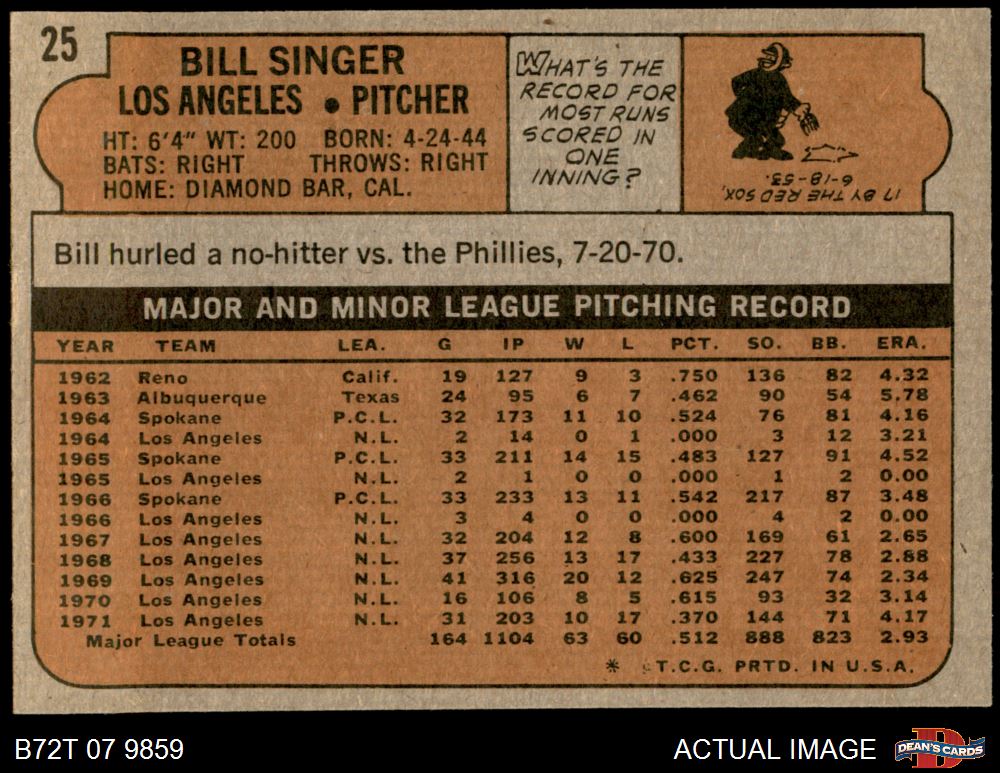 25
BILL SINGER
LOS ANGELES • PITCHER
HT: 6'4" WT: 200 BORN: 4-24-44
BATS: RIGHT THROWS: RIGHT
HOME: DIAMOND BAR, CAL.
WHAT'S THE
RECORD FOR
MOST RUNS
SCORED IN
ONE
INNING?
17 BY THE RED SOX,
6-18-53.
Bill hurled a no-hitter vs. the Phillies, 7-20-70.
MAJOR AND MINOR LEAGUE PITCHING RECORD
YEAR TEAM LEA. G IP W L PCT. SO. BB. ERA.
1962 Reno Calif. 19 127 9 3 .750 136 82 4.32
1963 Albuquerque Texas 24 95 6 7 .462 90 54 5.78
1964 Spokane P.C.L. 32 173 11 10 .524 76 81 4.16
1964 Los Angeles N.L. 2 14 0 1 .000 3 12 3.21
1965 Spokane P.C.L. 33 211 14 15 .483 127 91 4.52
1965 Los Angeles N.L. 2 1 0 0 .000 1 2 0.00
1966 Spokane P.C.L. 33 233 13 11 .542 217 87 3.48
1966 Los Angeles N.L. 3 4 0 0 .000 4 2 0.00
1967 Los Angeles N.L. 32 204 12 8 .600 169 61 2.65
1968 Los Angeles N.L. 37 256 13 17 .433 227 78 2.88
1969 Los Angeles N.L. 41 316 20 12 .625 247 74 2.34
1970 Los Angeles N.L. 16 106 8 5 .615 93 32 3.14
1971 Los Angeles N.L. 31 203 10 17 .370 144 71 4.17
Major League Totals 164 1104 63 60 .512 888 823 2.93
* T.C.G. PRTD. IN U.S.A.
B72T 07 9859
ACTUAL IMAGE
D
DEAN'S CARDS